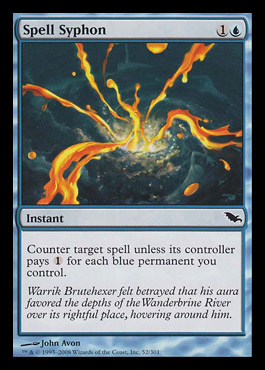 Spell Syphon 1
Instant
Counter target spell unless its controller
pays 1 for each blue permanent you
control.
Warrik Brutehexer felt betrayed that his aura
favored the depths of the Wanderbrine River
over its rightful place, hovering around him.
John Avon
™ & © 1993-2008 Wizards of the Coast, Inc. 52/301